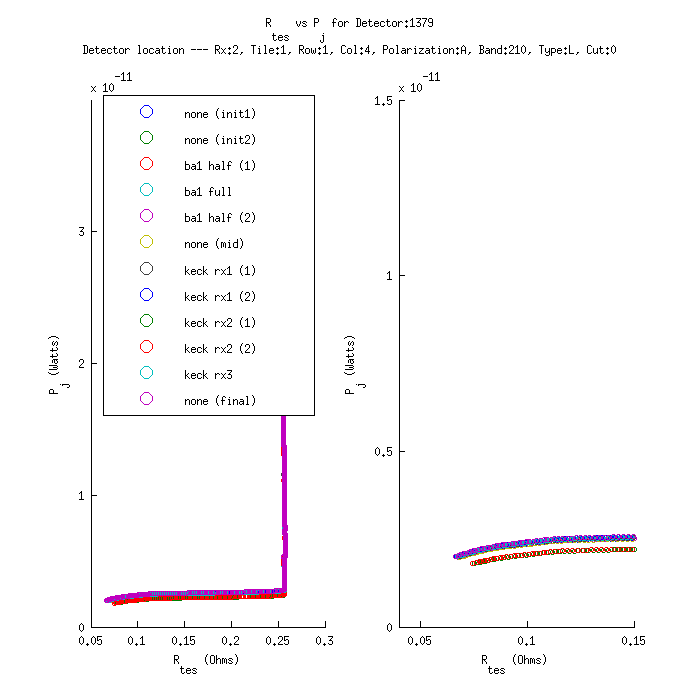 R    vs P  for Detector:1379
tes      j
Detector location --- Rx:2, Tile:1, Row:1, Col:4, Polarization:A, Band:210, Type:L, Cut:0
x 10^-11
none (init1)
none (init2)
ba1 half (1)
ba1 full
ba1 half (2)
none (mid)
keck rx1 (1)
keck rx1 (2)
keck rx2 (1)
keck rx2 (2)
keck rx3
none (final)
3
2
1
0
P_j (Watts)
0.05 0.1 0.15 0.2 0.25 0.3
R_tes (Ohms)
x 10^-11
1.5
1
0.5
0
P_j (Watts)
0.05 0.1 0.15
R_tes (Ohms)